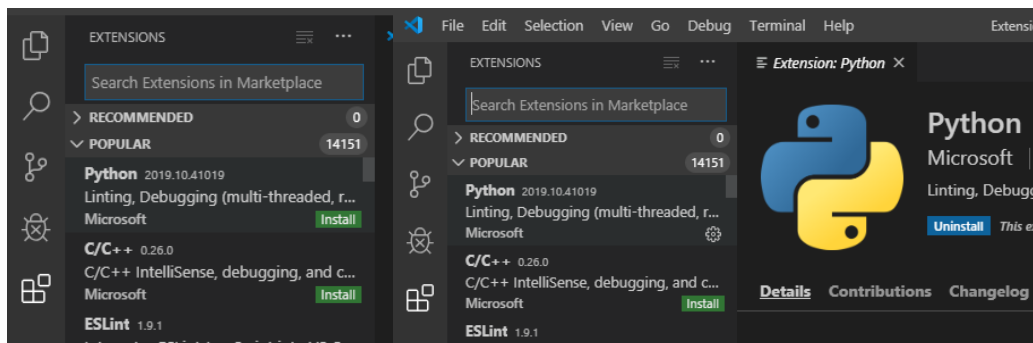 EXTENSIONS
Search Extensions in Marketplace
RECOMMENDED 0
POPULAR 14151
Python 2019.10.41019
Linting, Debugging (multi-threaded, r...
Microsoft Install
C/C++ 0.26.0
C/C++ IntelliSense, debugging, and c...
Microsoft Install
ESLint 1.9.1
File Edit Selection View Go Debug Terminal Help Extensi
EXTENSIONS
Search Extensions in Marketplace
RECOMMENDED 0
POPULAR 14151
Python 2019.10.41019
Linting, Debugging (multi-threaded, r...
Microsoft
C/C++ 0.26.0
C/C++ IntelliSense, debugging, and c...
Microsoft Install
ESLint 1.9.1
Extension: Python
Python
Microsoft
Linting, Debugg
Uninstall This e
Details Contributions Changelog